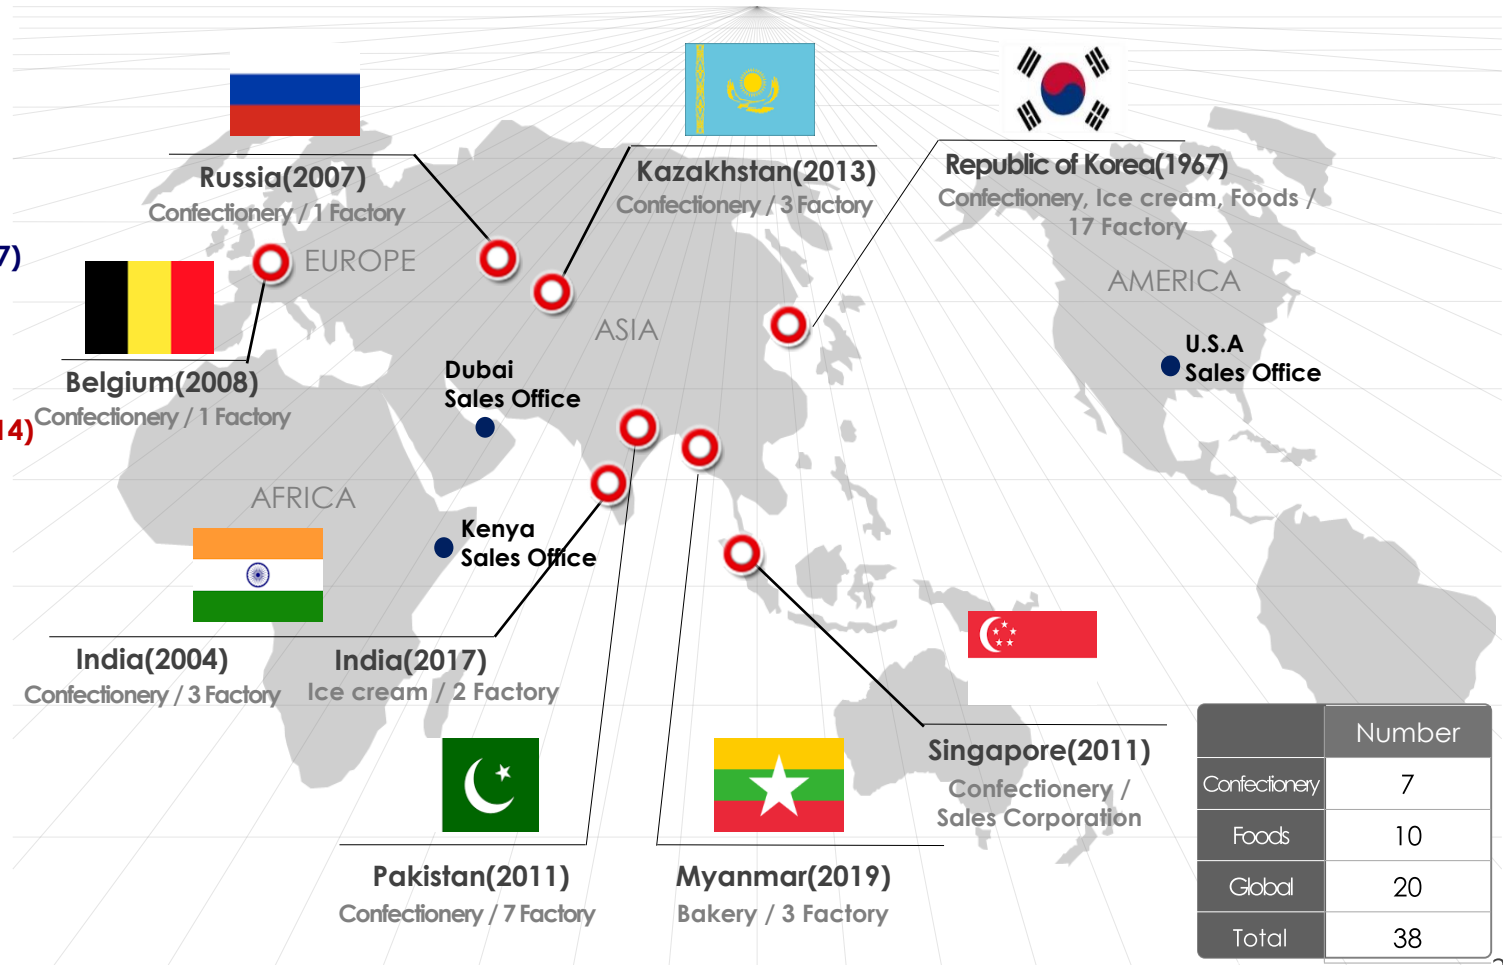 Russia(2007)
Confectionery / 1 Factory
Kazakhstan(2013)
Confectionery / 3 Factory
Republic of Korea(1967)
Confectionery, Ice cream, Foods /
17 Factory
7)
EUROPE
AMERICA
ASIA
U.S.A
Sales Office
Belgium(2008)
Confectionery / 1 Factory
14)
Dubai
Sales Office
AFRICA
Kenya
Sales Office
India(2004)
Confectionery / 3 Factory
India(2017)
Ice cream / 2 Factory
Singapore(2011)
Confectionery /
Sales Corporation
Pakistan(2011)
Confectionery / 7 Factory
Myanmar(2019)
Bakery / 3 Factory
Number
Confectionery 7
Foods 10
Global 20
Total 38